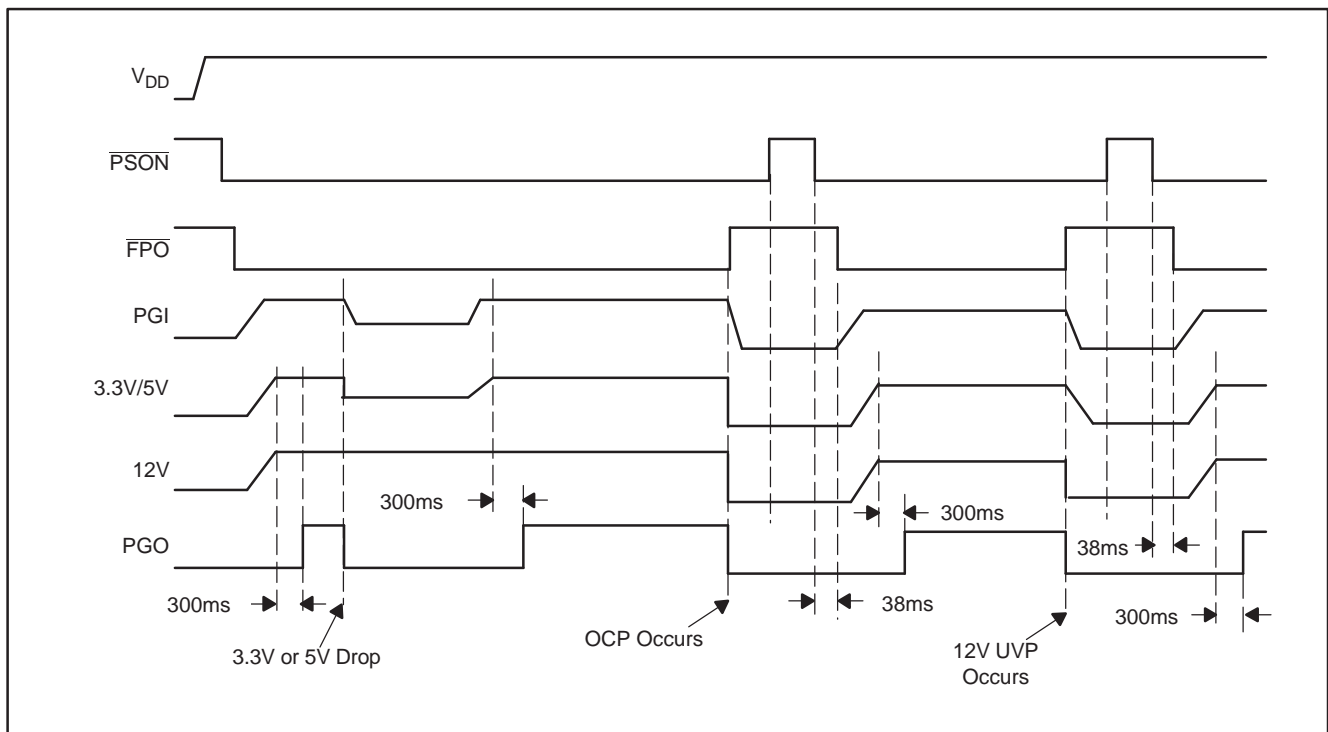 VDD
PSON
FPO
PGI
3.3V/5V
12V
300ms
300ms
PGO
38ms
300ms
38ms
300ms
OCP Occurs
3.3V or 5V Drop
12V UVP
Occurs